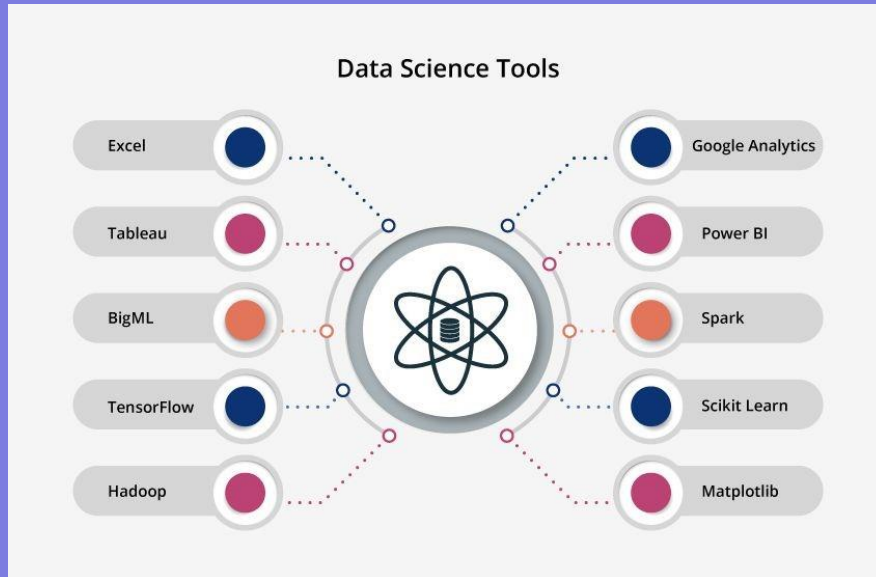 Data Science Tools
Excel
Google Analytics
Tableau
Power BI
BigML
Spark
TensorFlow
Scikit Learn
Hadoop
Matplotlib